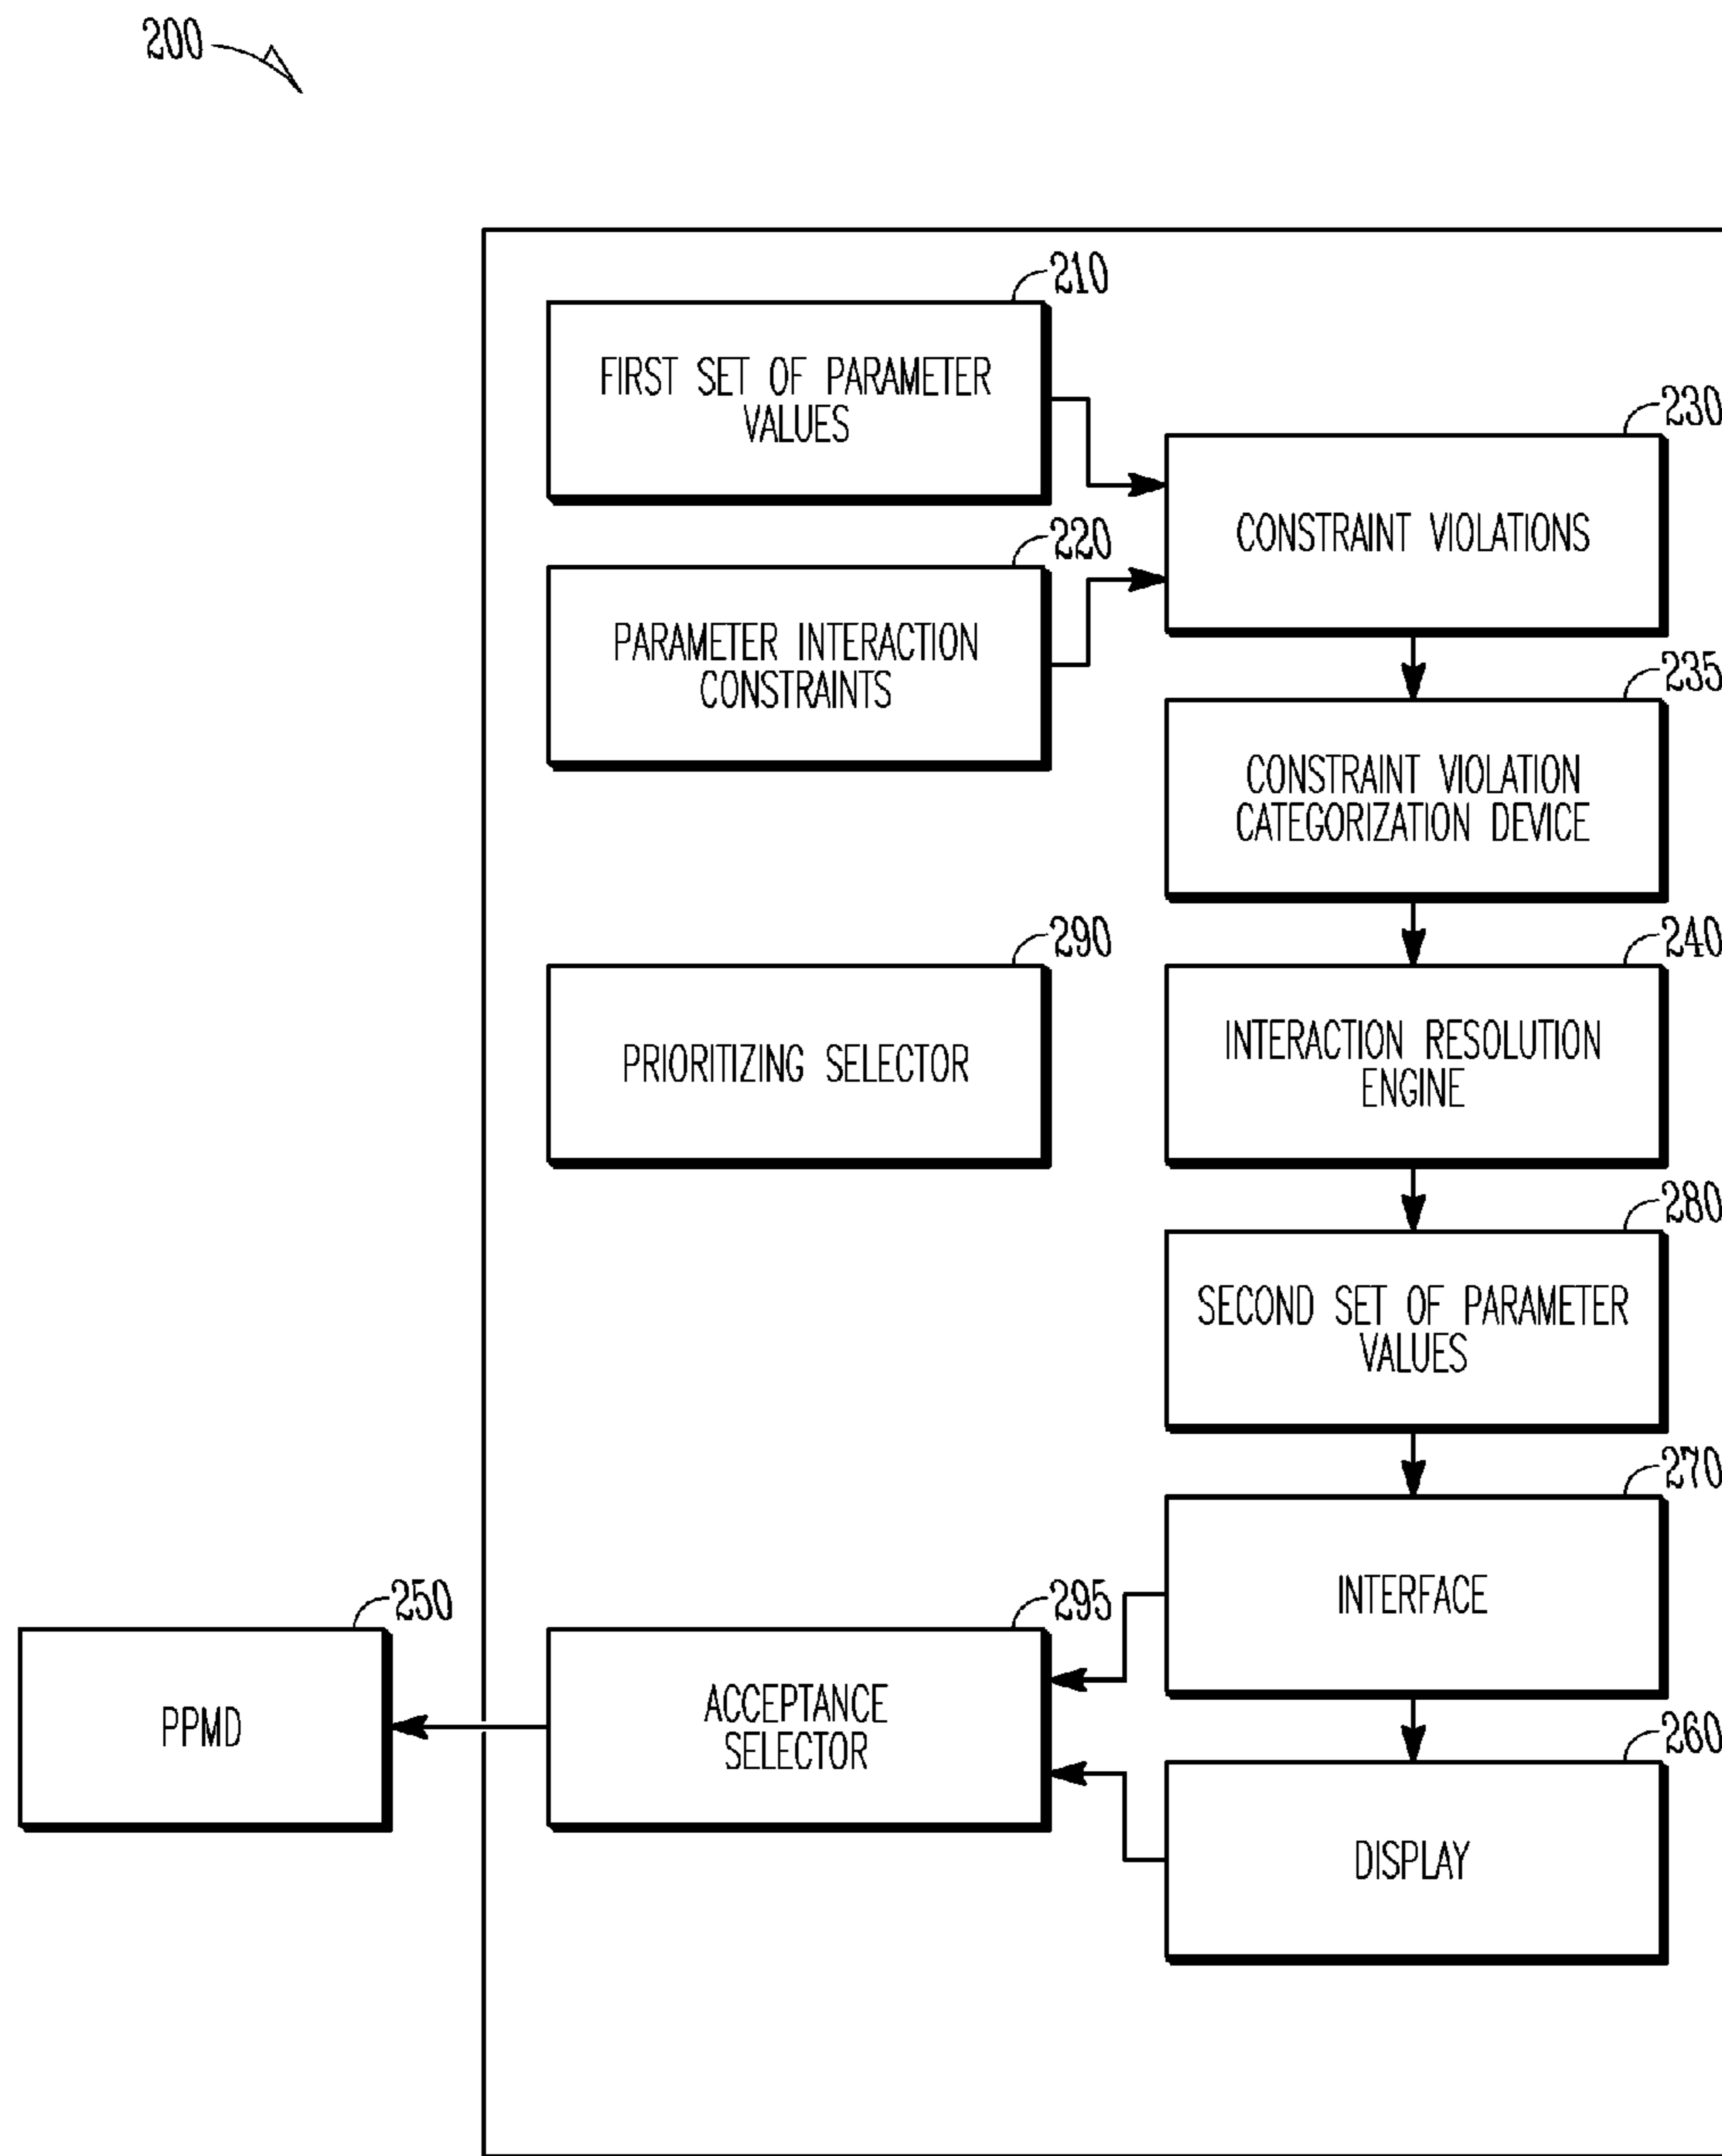 200
210
FIRST SET OF PARAMETER
VALUES
230
CONSTRAINT VIOLATIONS
220
PARAMETER INTERACTION
CONSTRAINTS
235
CONSTRAINT VIOLATION
CATEGORIZATION DEVICE
290
PRIORITIZING SELECTOR
240
INTERACTION RESOLUTION
ENGINE
280
SECOND SET OF PARAMETER
VALUES
270
INTERFACE
250
PPMD
295
ACCEPTANCE
SELECTOR
260
DISPLAY